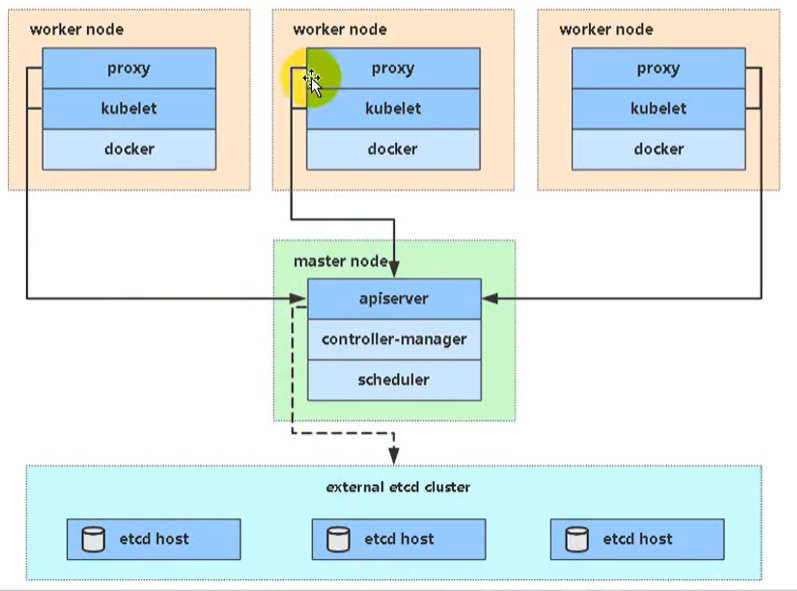 worker node
proxy
kubelet
docker
worker node
proxy
kubelet
docker
worker node
proxy
kubelet
docker
master node
apiserver
controller-manager
scheduler
external etcd cluster
etcd host
etcd host
etcd host